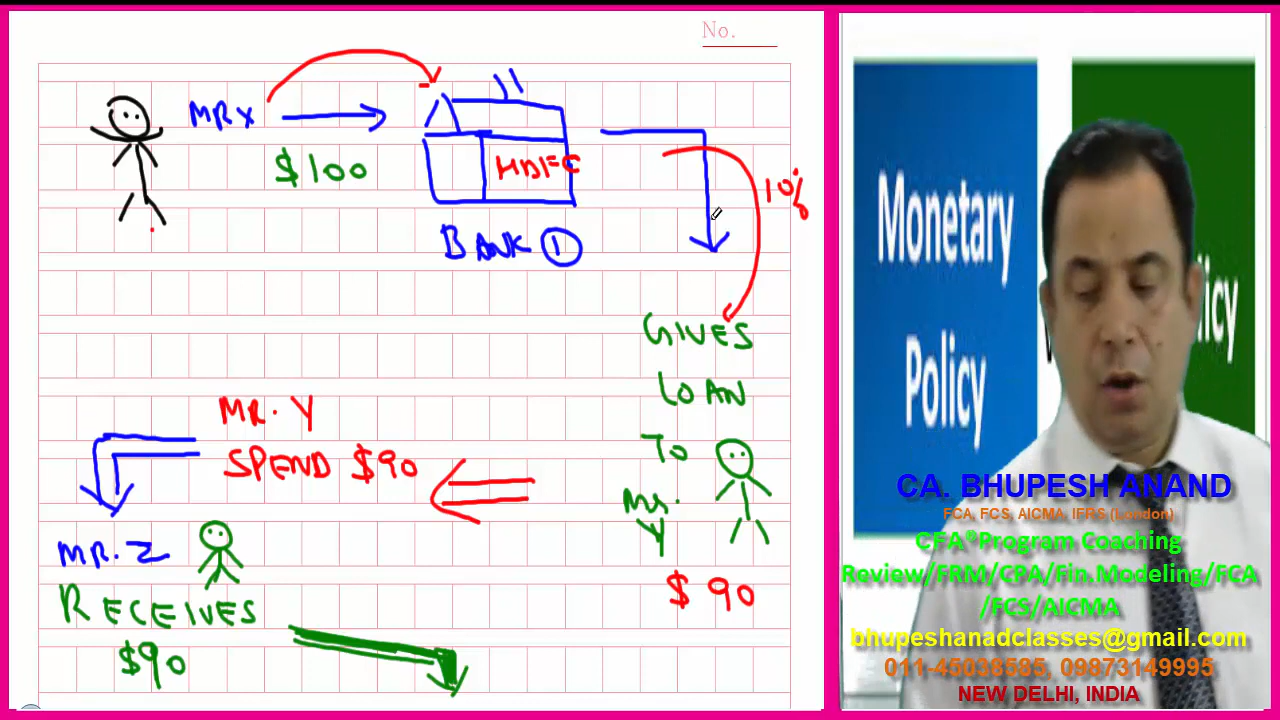 No.
MR X
$100
HDFC
BANK ①
10%
GIVES
LOAN
TO
Mr.
Y
$90
MR. Y
SPEND $90
MR. Z
RECEIVES
$90
Monetary
Policy
licy
CA. BHUPESH ANAND
FCA, FCS, AICMA, IFRS (London)
CFA®Program Coaching
Review/FRM/CPA/Fin.Modeling/FCA
/FCS/AICMA
bhupeshanadclasses@gmail.com
011-45036585, 09873149995
NEW DELHI, INDIA